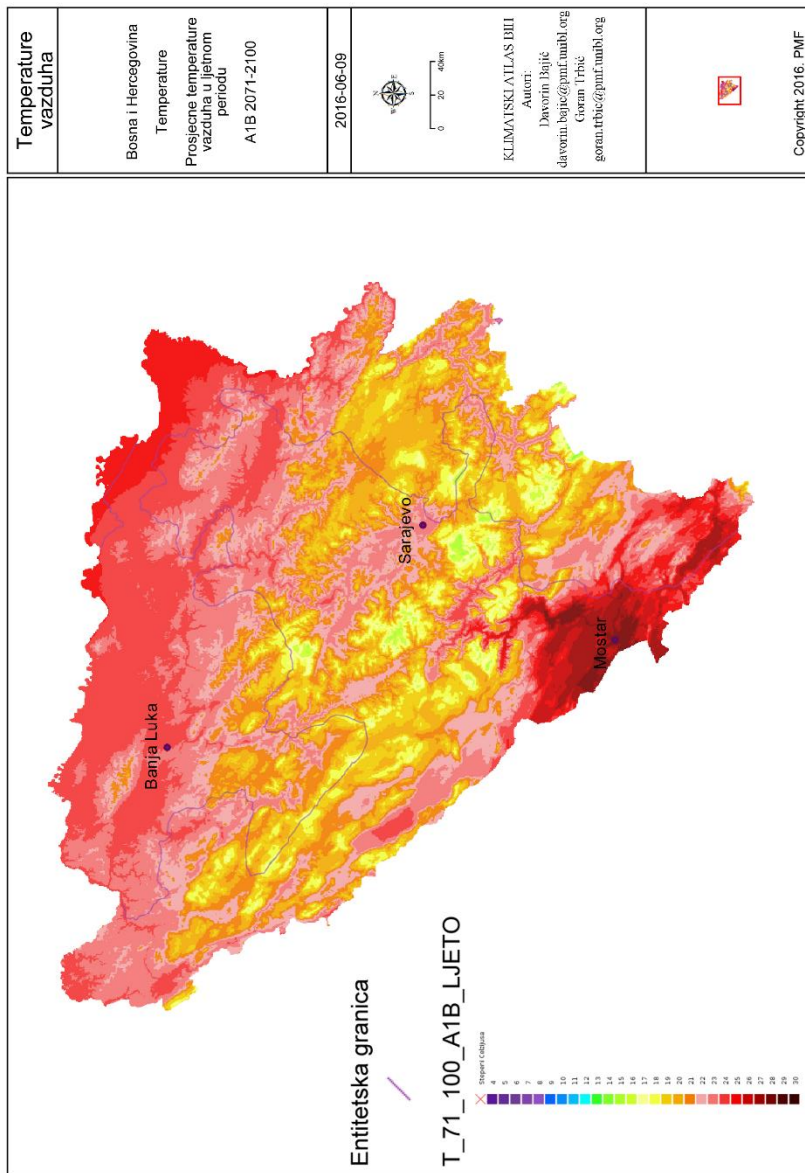 Temperature
vazduha
Bosna i Hercegovina
Temperature
Prosjecne temperature
vazduha u ljetnom
periodu
A1B 2071-2100
2016-06-09
N
E
S
W
0 20 40km
KLIMATSKI ATLAS BIH
Autori:
Davorin Bajić
davorin.bajic@pmf.unibl.org
Goran Trbić
goran.trbic@pmf.unibl.org
Copyright 2016. PMF
Banja Luka
Sarajevo
Mostar
Entitetska granica
T_71_100_A1B_LJETO
Stepeni Celzijusa
4
5
6
7
8
9
10
11
12
13
14
15
16
17
18
19
20
21
22
23
24
25
26
27
28
29
30